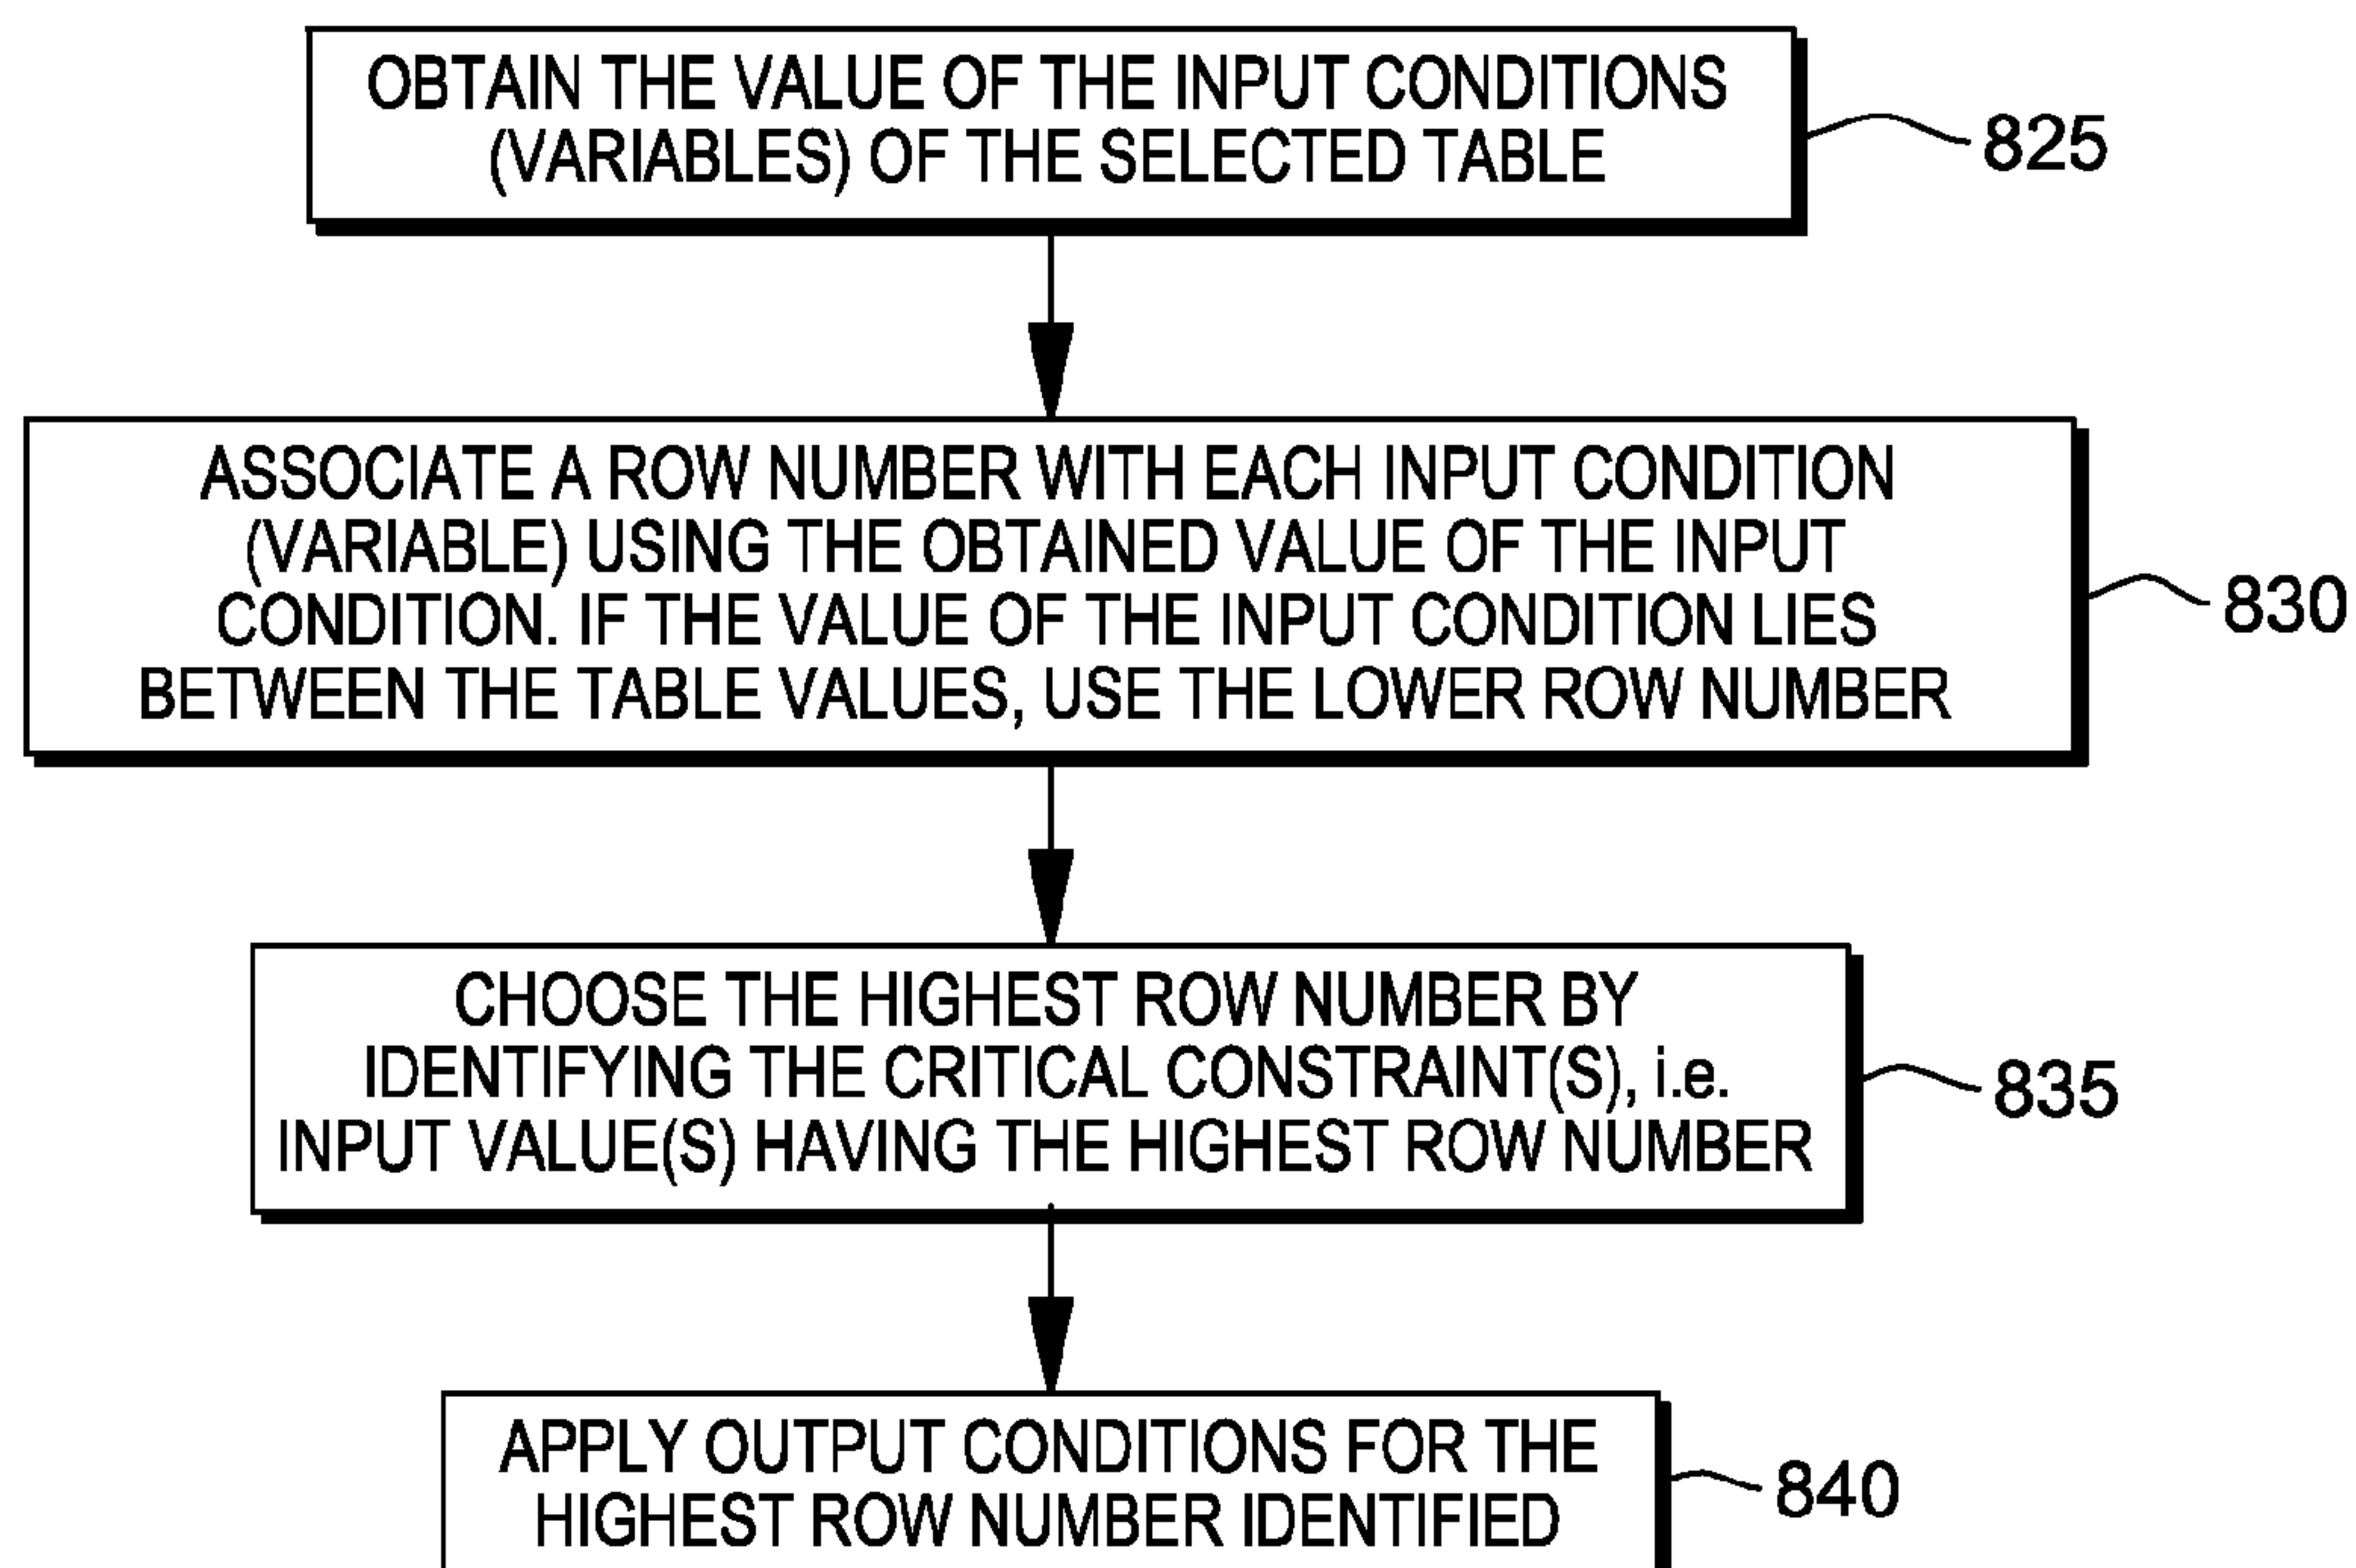 OBTAIN THE VALUE OF THE INPUT CONDITIONS
(VARIABLES) OF THE SELECTED TABLE
825
ASSOCIATE A ROW NUMBER WITH EACH INPUT CONDITION
(VARIABLE) USING THE OBTAINED VALUE OF THE INPUT
CONDITION. IF THE VALUE OF THE INPUT CONDITION LIES
BETWEEN THE TABLE VALUES, USE THE LOWER ROW NUMBER
830
CHOOSE THE HIGHEST ROW NUMBER BY
IDENTIFYING THE CRITICAL CONSTRAINT(S), i.e.
INPUT VALUE(S) HAVING THE HIGHEST ROW NUMBER
835
APPLY OUTPUT CONDITIONS FOR THE
HIGHEST ROW NUMBER IDENTIFIED
840